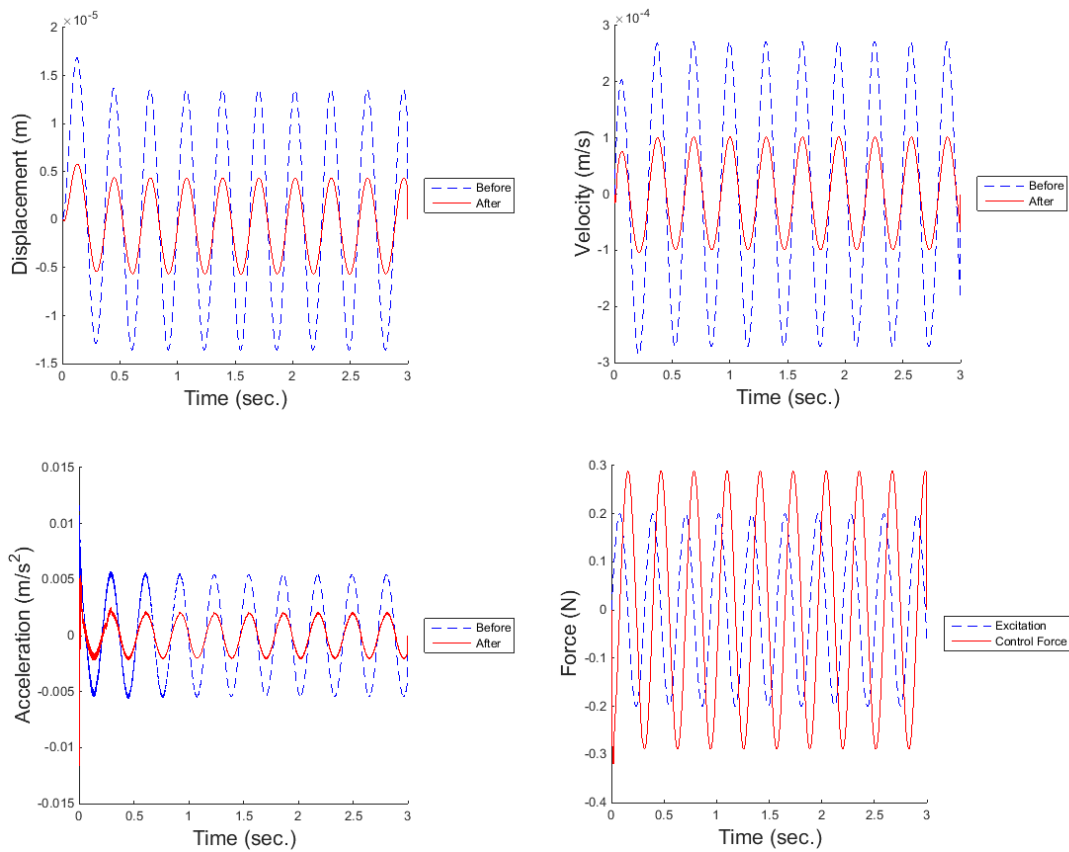 ×10⁻⁵
2
1.5
1
0.5
0
-0.5
-1
-1.5
0 0.5 1 1.5 2 2.5 3
Displacement (m)
Time (sec.)
Before
After
×10⁻⁴
3
2
1
0
-1
-2
-3
0 0.5 1 1.5 2 2.5 3
Velocity (m/s)
Time (sec.)
Before
After
0.015
0.01
0.005
0
-0.005
-0.01
-0.015
0 0.5 1 1.5 2 2.5 3
Acceleration (m/s²)
Time (sec.)
Before
After
0.3
0.2
0.1
0
-0.1
-0.2
-0.3
-0.4
0 0.5 1 1.5 2 2.5 3
Force (N)
Time (sec.)
Excitation
Control Force